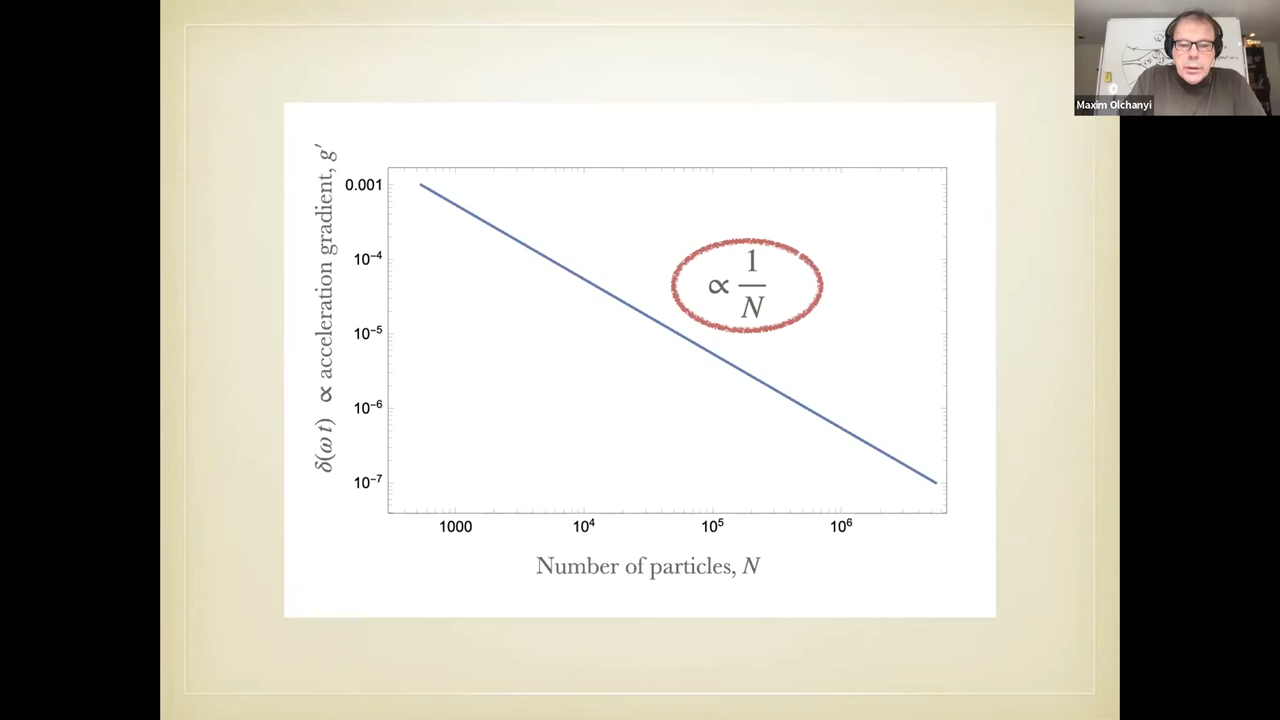 Maxim Olchanyi
δ(ω t) ∝ acceleration gradient, g′
0.001
10⁻⁴
10⁻⁵
10⁻⁶
10⁻⁷
∝ 1/N
1000
10⁴
10⁵
10⁶
Number of particles, N